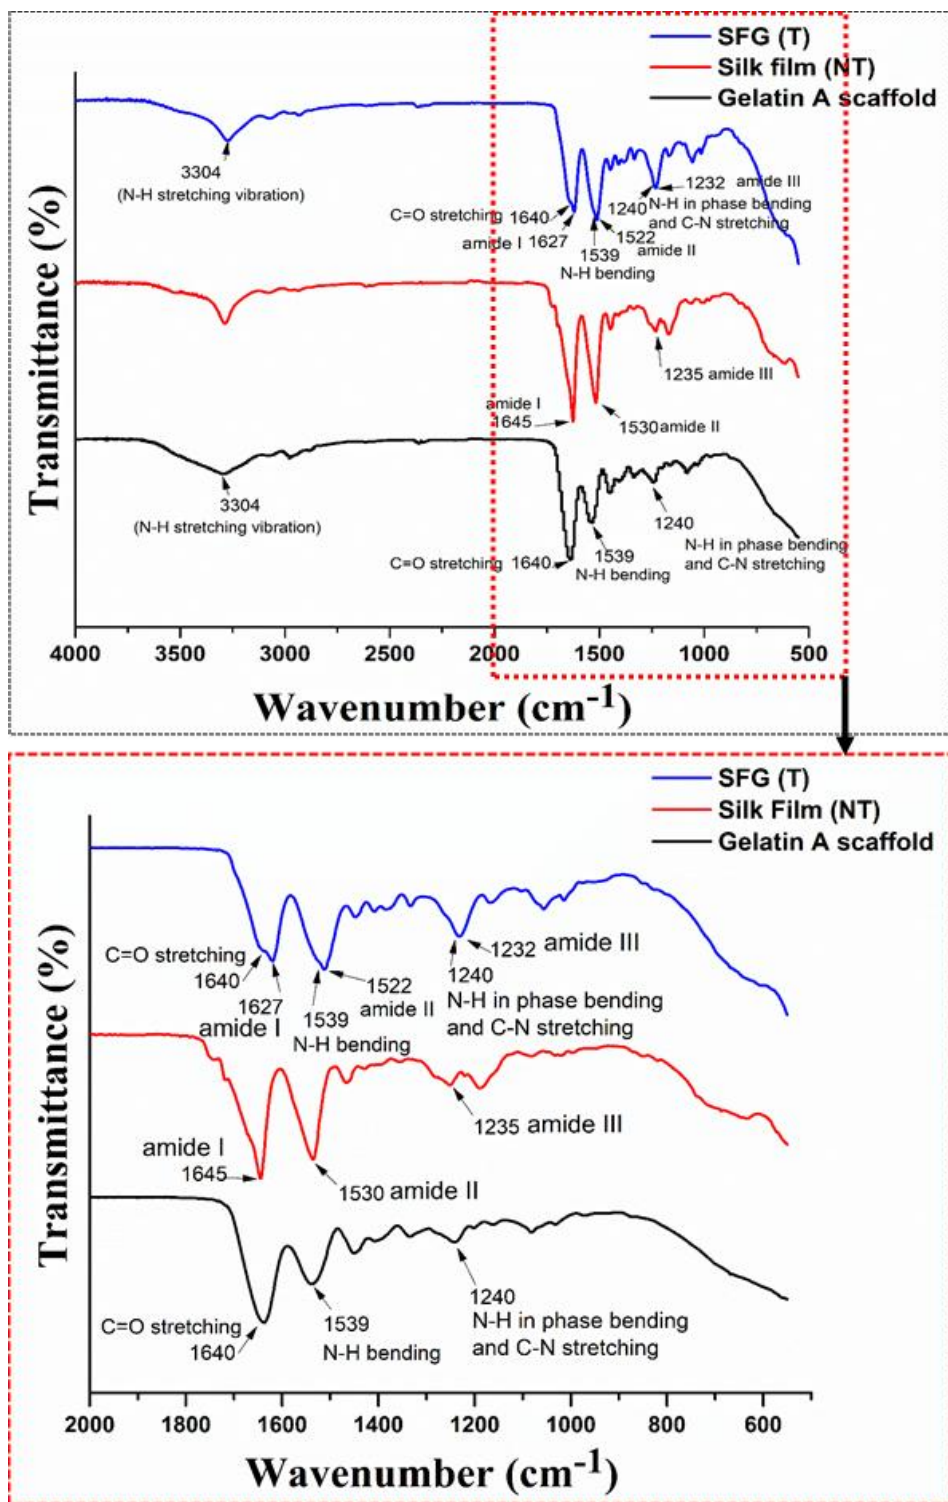 SFG (T)
Silk film (NT)
Gelatin A scaffold
Transmittance (%)
3304
(N-H stretching vibration)
C=O stretching 1640
amide I 1627
1539
N-H bending
1522
amide II
1240
1232 amide III
N-H in phase bending
and C-N stretching
1235 amide III
amide I
1645
1530 amide II
3304
(N-H stretching vibration)
C=O stretching 1640
1539
N-H bending
1240
N-H in phase bending
and C-N stretching
4000 3500 3000 2500 2000 1500 1000 500
Wavenumber (cm-1)
SFG (T)
Silk Film (NT)
Gelatin A scaffold
Transmittance (%)
C=O stretching
1640
1627
amide I
1539
N-H bending
1522
amide II
1232 amide III
1240
N-H in phase bending
and C-N stretching
amide I
1645
1530 amide II
1235 amide III
C=O stretching
1640
1539
N-H bending
1240
N-H in phase bending
and C-N stretching
2000 1800 1600 1400 1200 1000 800 600
Wavenumber (cm-1)